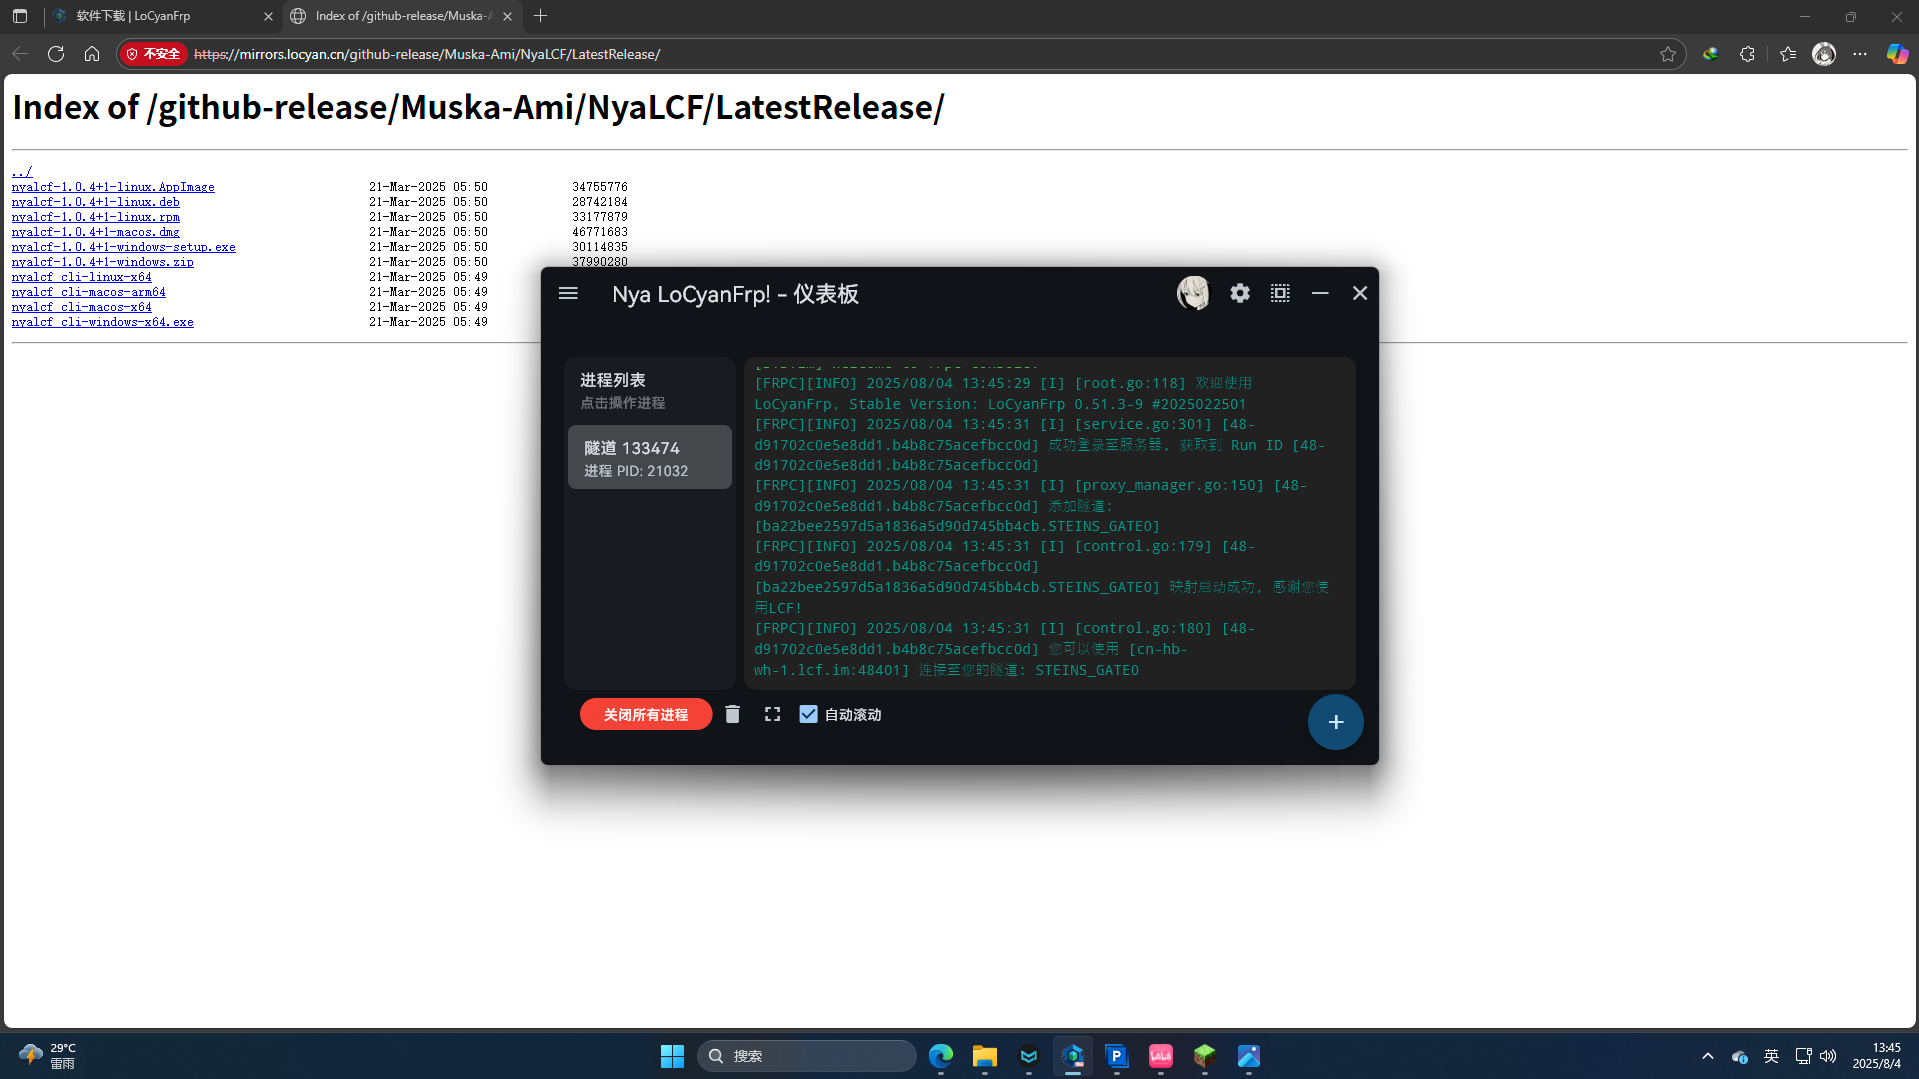 软件下载 | LoCyanFrp
Index of /github-release/Muska-A
不安全 https://mirrors.locyan.cn/github-release/Muska-Ami/NyaLCF/LatestRelease/
Index of /github-release/Muska-Ami/NyaLCF/LatestRelease/
../
nyalcf-1.0.4+1-linux.AppImage 21-Mar-2025 05:50 34755776
nyalcf-1.0.4+1-linux.deb 21-Mar-2025 05:50 28742184
nyalcf-1.0.4+1-linux.rpm 21-Mar-2025 05:50 33177879
nyalcf-1.0.4+1-macos.dmg 21-Mar-2025 05:50 46771683
nyalcf-1.0.4+1-windows-setup.exe 21-Mar-2025 05:50 30114835
nyalcf-1.0.4+1-windows.zip 21-Mar-2025 05:50 37990280
nyalcf_cli-linux-x64 21-Mar-2025 05:49
nyalcf_cli-macos-arm64 21-Mar-2025 05:49
nyalcf_cli-macos-x64 21-Mar-2025 05:49
nyalcf_cli-windows-x64.exe 21-Mar-2025 05:49
Nya LoCyanFrp! - 仪表板
进程列表
点击操作进程
隧道 133474
进程 PID: 21032
[FRPC][INFO] 2025/08/04 13:45:29 [I] [root.go:118] 欢迎使用
LoCyanFrp, Stable Version: LoCyanFrp 0.51.3-9 #2025022501
[FRPC][INFO] 2025/08/04 13:45:31 [I] [service.go:301] [48-
d91702c0e5e8dd1.b4b8c75acefbcc0d] 成功登录至服务器, 获取到 Run ID [48-
d91702c0e5e8dd1.b4b8c75acefbcc0d]
[FRPC][INFO] 2025/08/04 13:45:31 [I] [proxy_manager.go:150] [48-
d91702c0e5e8dd1.b4b8c75acefbcc0d] 添加隧道:
[ba22bee2597d5a1836a5d90d745bb4cb.STEINS_GATE0]
[FRPC][INFO] 2025/08/04 13:45:31 [I] [control.go:179] [48-
d91702c0e5e8dd1.b4b8c75acefbcc0d]
[ba22bee2597d5a1836a5d90d745bb4cb.STEINS_GATE0] 映射启动成功, 感谢您使
用LCF!
[FRPC][INFO] 2025/08/04 13:45:31 [I] [control.go:180] [48-
d91702c0e5e8dd1.b4b8c75acefbcc0d] 您可以使用 [cn-hb-
wh-1.lcf.im:48401] 连接至您的隧道: STEINS_GATE0
关闭所有进程
自动滚动
29°C
雷雨
搜索
英
13:45
2025/8/4